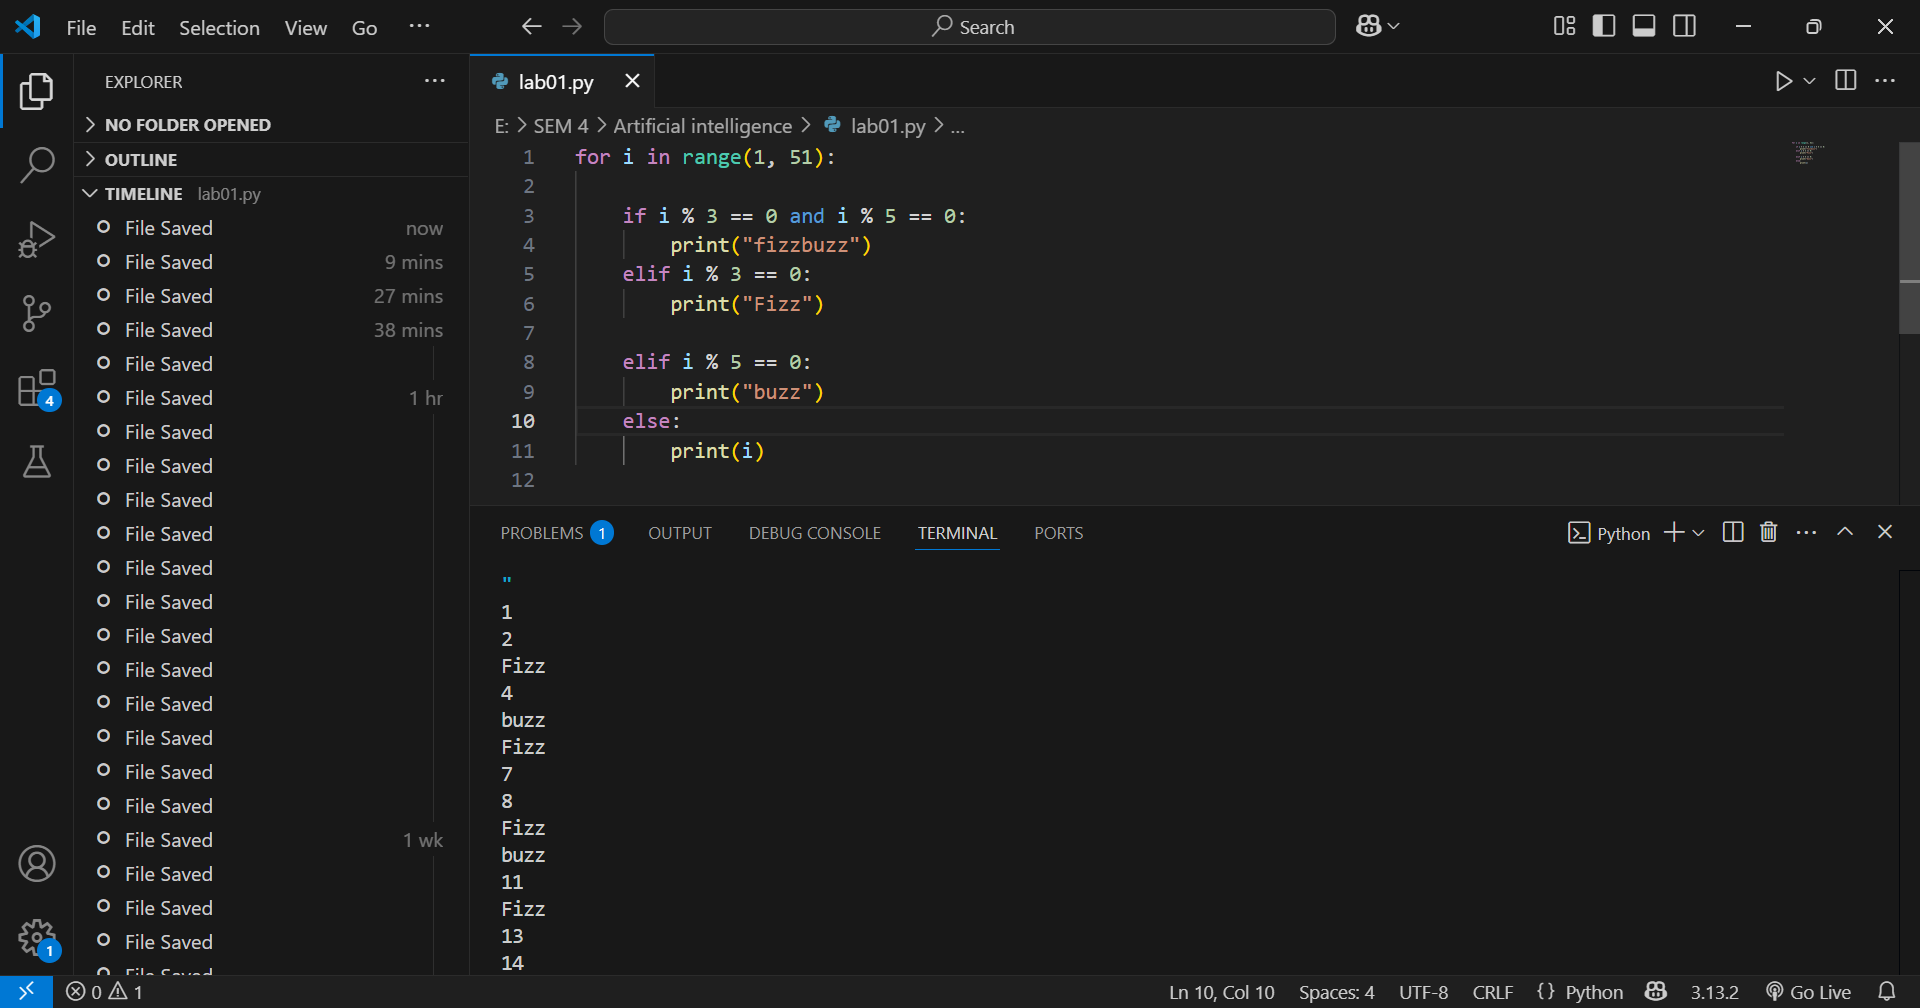 File Edit Selection View Go ··· Search
EXPLORER ···
NO FOLDER OPENED
OUTLINE
TIMELINE lab01.py
File Saved now
File Saved 9 mins
File Saved 27 mins
File Saved 38 mins
File Saved
File Saved 1 hr
File Saved
File Saved
File Saved
File Saved
File Saved
File Saved
File Saved
File Saved
File Saved
File Saved
File Saved
File Saved
File Saved 1 wk
File Saved
File Saved
File Saved
File Saved
4
1
lab01.py
E: > SEM 4 > Artificial intelligence > lab01.py > ...
1 for i in range(1, 51):
2
3 if i % 3 == 0 and i % 5 == 0:
4 print("fizzbuzz")
5 elif i % 3 == 0:
6 print("Fizz")
7
8 elif i % 5 == 0:
9 print("buzz")
10 else:
11 print(i)
12
PROBLEMS 1 OUTPUT DEBUG CONSOLE TERMINAL PORTS Python
"
1
2
Fizz
4
buzz
Fizz
7
8
Fizz
buzz
11
Fizz
13
14
0 1 Ln 10, Col 10 Spaces: 4 UTF-8 CRLF {} Python 3.13.2 Go Live